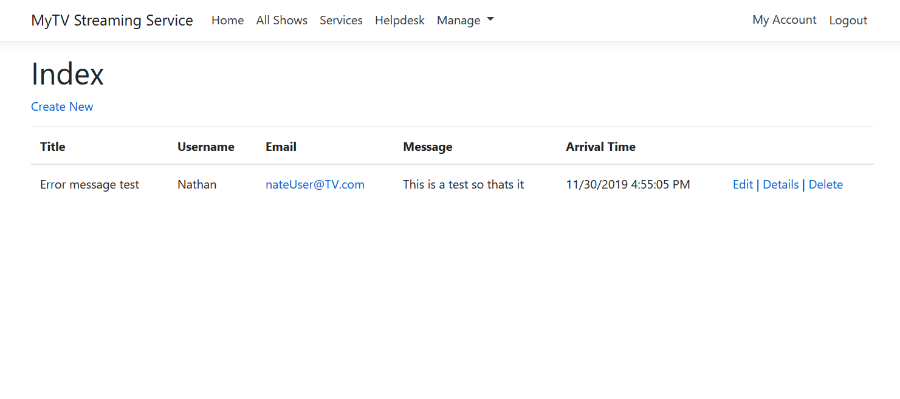 MyTV Streaming Service Home All Shows Services Helpdesk Manage My Account Logout
Index
Create New
Title Username Email Message Arrival Time
Error message test Nathan nateUser@TV.com This is a test so thats it 11/30/2019 4:55:05 PM Edit | Details | Delete